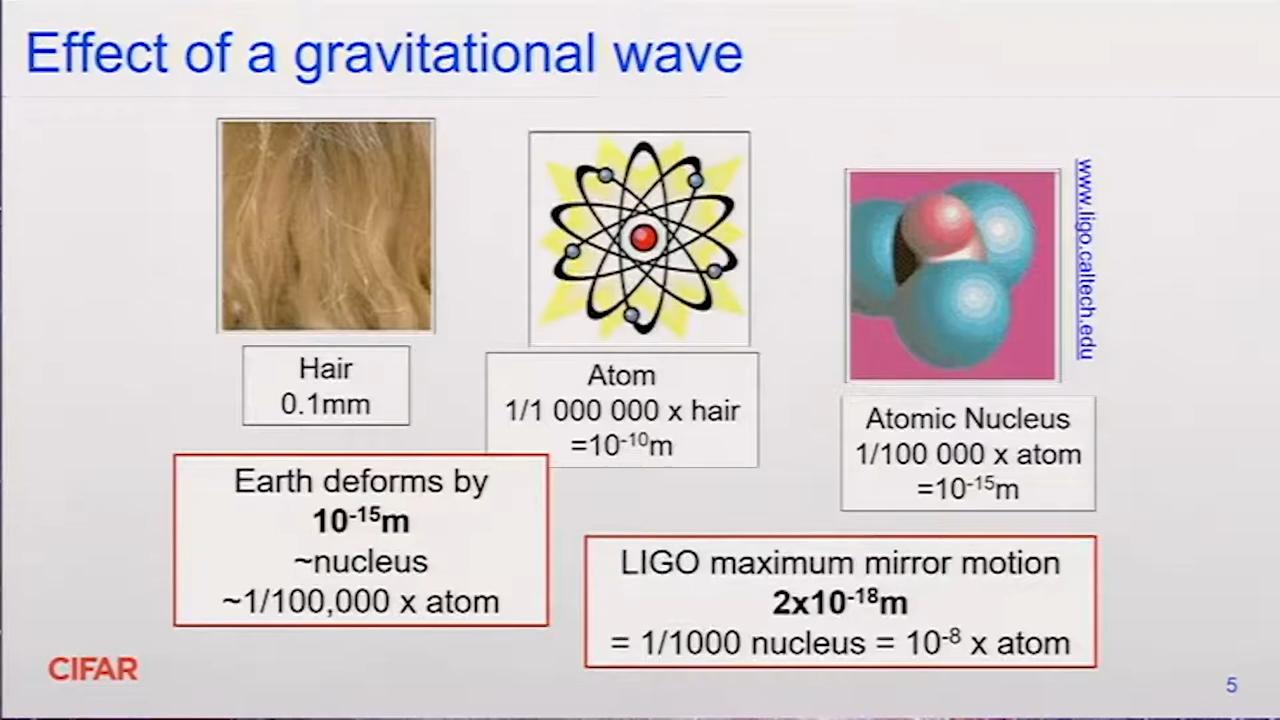 Effect of a gravitational wave
www.ligo.caltech.edu
Hair
0.1mm
Atom
1/1 000 000 x hair
=10⁻¹⁰m
Atomic Nucleus
1/100 000 x atom
=10⁻¹⁵m
Earth deforms by
10⁻¹⁵m
~nucleus
~1/100,000 x atom
LIGO maximum mirror motion
2x10⁻¹⁸m
= 1/1000 nucleus = 10⁻⁸ x atom
CIFAR
5